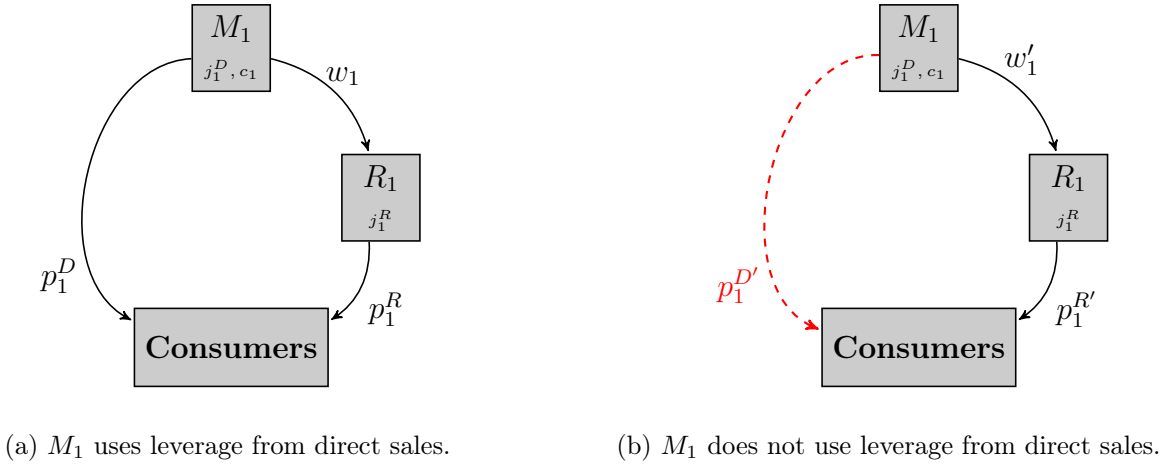 M₁
j₁ᴰ, c₁
w₁
R₁
j₁ᴿ
p₁ᴰ
p₁ᴿ
Consumers
(a) M₁ uses leverage from direct sales.
M₁
j₁ᴰ, c₁
w₁′
R₁
j₁ᴿ
p₁ᴰ′
p₁ᴿ′
Consumers
(b) M₁ does not use leverage from direct sales.